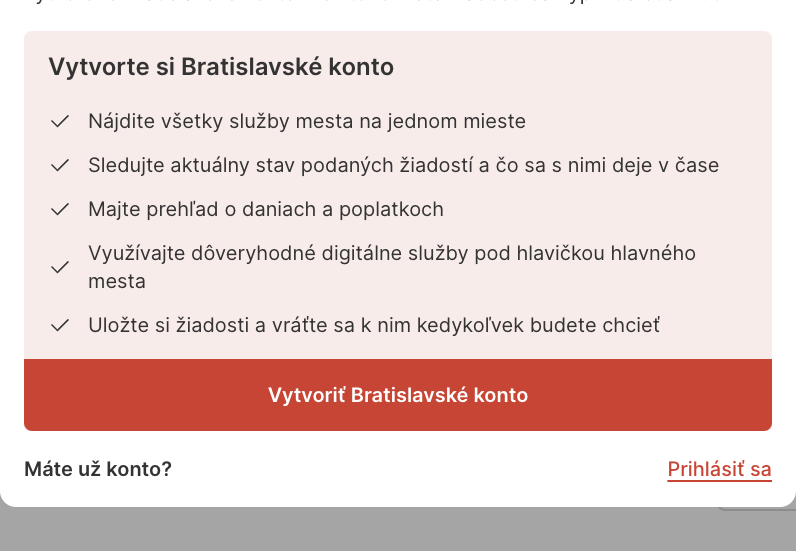 Vytvorte si Bratislavské konto
Nájdite všetky služby mesta na jednom mieste
Sledujte aktuálny stav podaných žiadostí a čo sa s nimi deje v čase
Majte prehľad o daniach a poplatkoch
Využívajte dôveryhodné digitálne služby pod hlavičkou hlavného
mesta
Uložte si žiadosti a vráťte sa k nim kedykoľvek budete chcieť
Vytvoriť Bratislavské konto
Máte už konto?
Prihlásiť sa